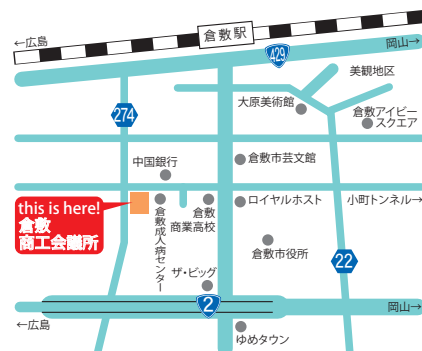 倉敷駅
←広島
岡山→
429
美観地区
大原美術館
倉敷アイビー
スクエア
274
中国銀行
倉敷市芸文館
this is here!
倉敷
商工会議所
倉敷成人病センター
倉敷
商業高校
ロイヤルホスト
小町トンネル→
倉敷市役所
22
ザ・ビッグ
2
←広島
岡山→
ゆめタウン